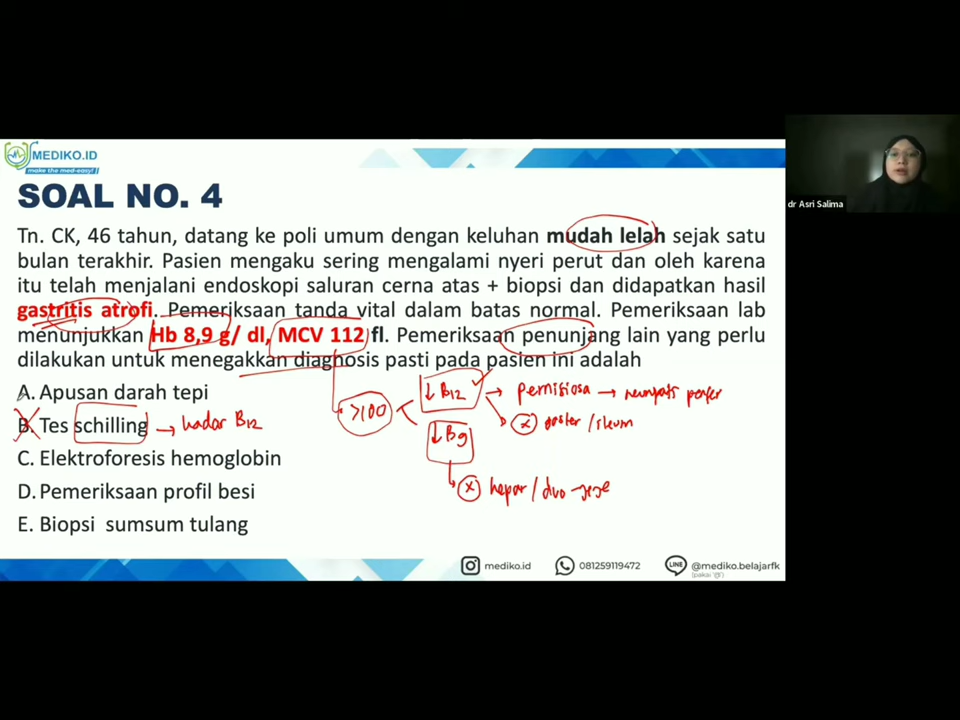 MEDIKO.ID
make the med-easy!
SOAL NO. 4
Tn. CK, 46 tahun, datang ke poli umum dengan keluhan mudah lelah sejak satu
bulan terakhir. Pasien mengaku sering mengalami nyeri perut dan oleh karena
itu telah menjalani endoskopi saluran cerna atas + biopsi dan didapatkan hasil
gastritis atrofi. Pemeriksaan tanda vital dalam batas normal. Pemeriksaan lab
menunjukkan Hb 8,9 g/ dl, MCV 112 fl. Pemeriksaan penunjang lain yang perlu
dilakukan untuk menegakkan diagnosis pasti pada pasien ini adalah
A. Apusan darah tepi
B. Tes schilling → kadar B12
C. Elektroforesis hemoglobin
D. Pemeriksaan profil besi
E. Biopsi sumsum tulang
>100
↓ B12 ✓ → pernisiosa →
gaster / ileum
↓ B9
hepar / duo-jeje
mediko.id
081259119472
@mediko.belajarfk
(pakai '@')
dr Asri Salima